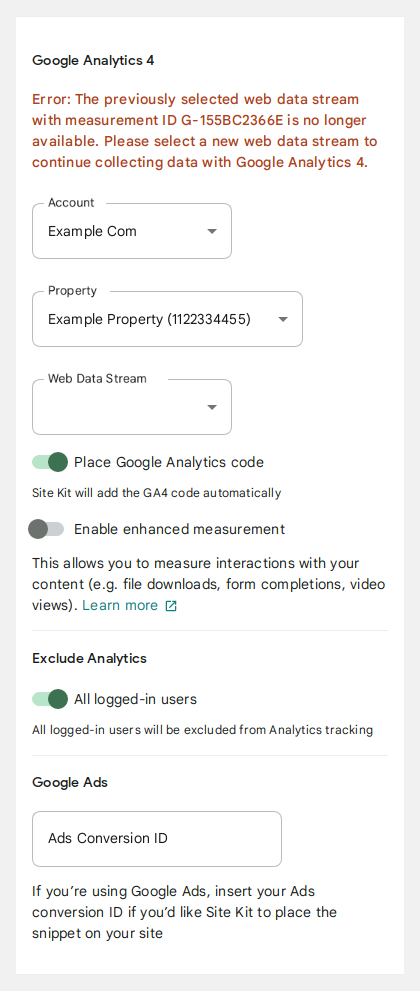 Google Analytics 4
Error: The previously selected web data stream
with measurement ID G-155BC2366E is no longer
available. Please select a new web data stream to
continue collecting data with Google Analytics 4.
Account
Example Com
Property
Example Property (1122334455)
Web Data Stream
Place Google Analytics code
Site Kit will add the GA4 code automatically
Enable enhanced measurement
This allows you to measure interactions with your
content (e.g. file downloads, form completions, video
views). Learn more
Exclude Analytics
All logged-in users
All logged-in users will be excluded from Analytics tracking
Google Ads
Ads Conversion ID
If you’re using Google Ads, insert your Ads
conversion ID if you’d like Site Kit to place the
snippet on your site